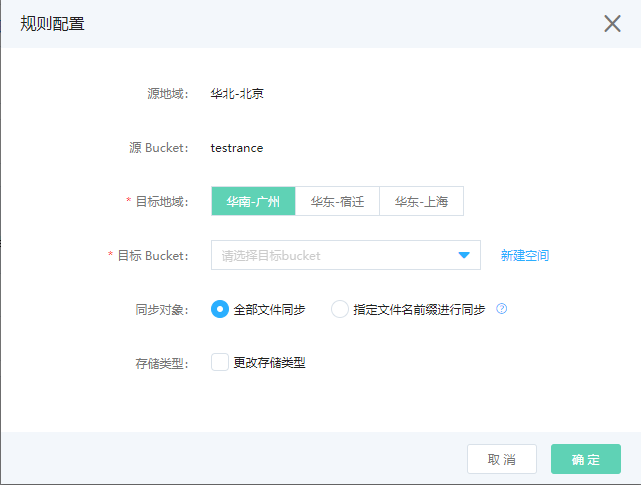 规则配置
源地域： 华北-北京
源 Bucket： testrance
* 目标地域： 华南-广州 华东-宿迁 华东-上海
* 目标 Bucket： 请选择目标bucket 新建空间
同步对象： 全部文件同步 指定文件名前缀进行同步 ?
存储类型： 更改存储类型
取 消 确 定